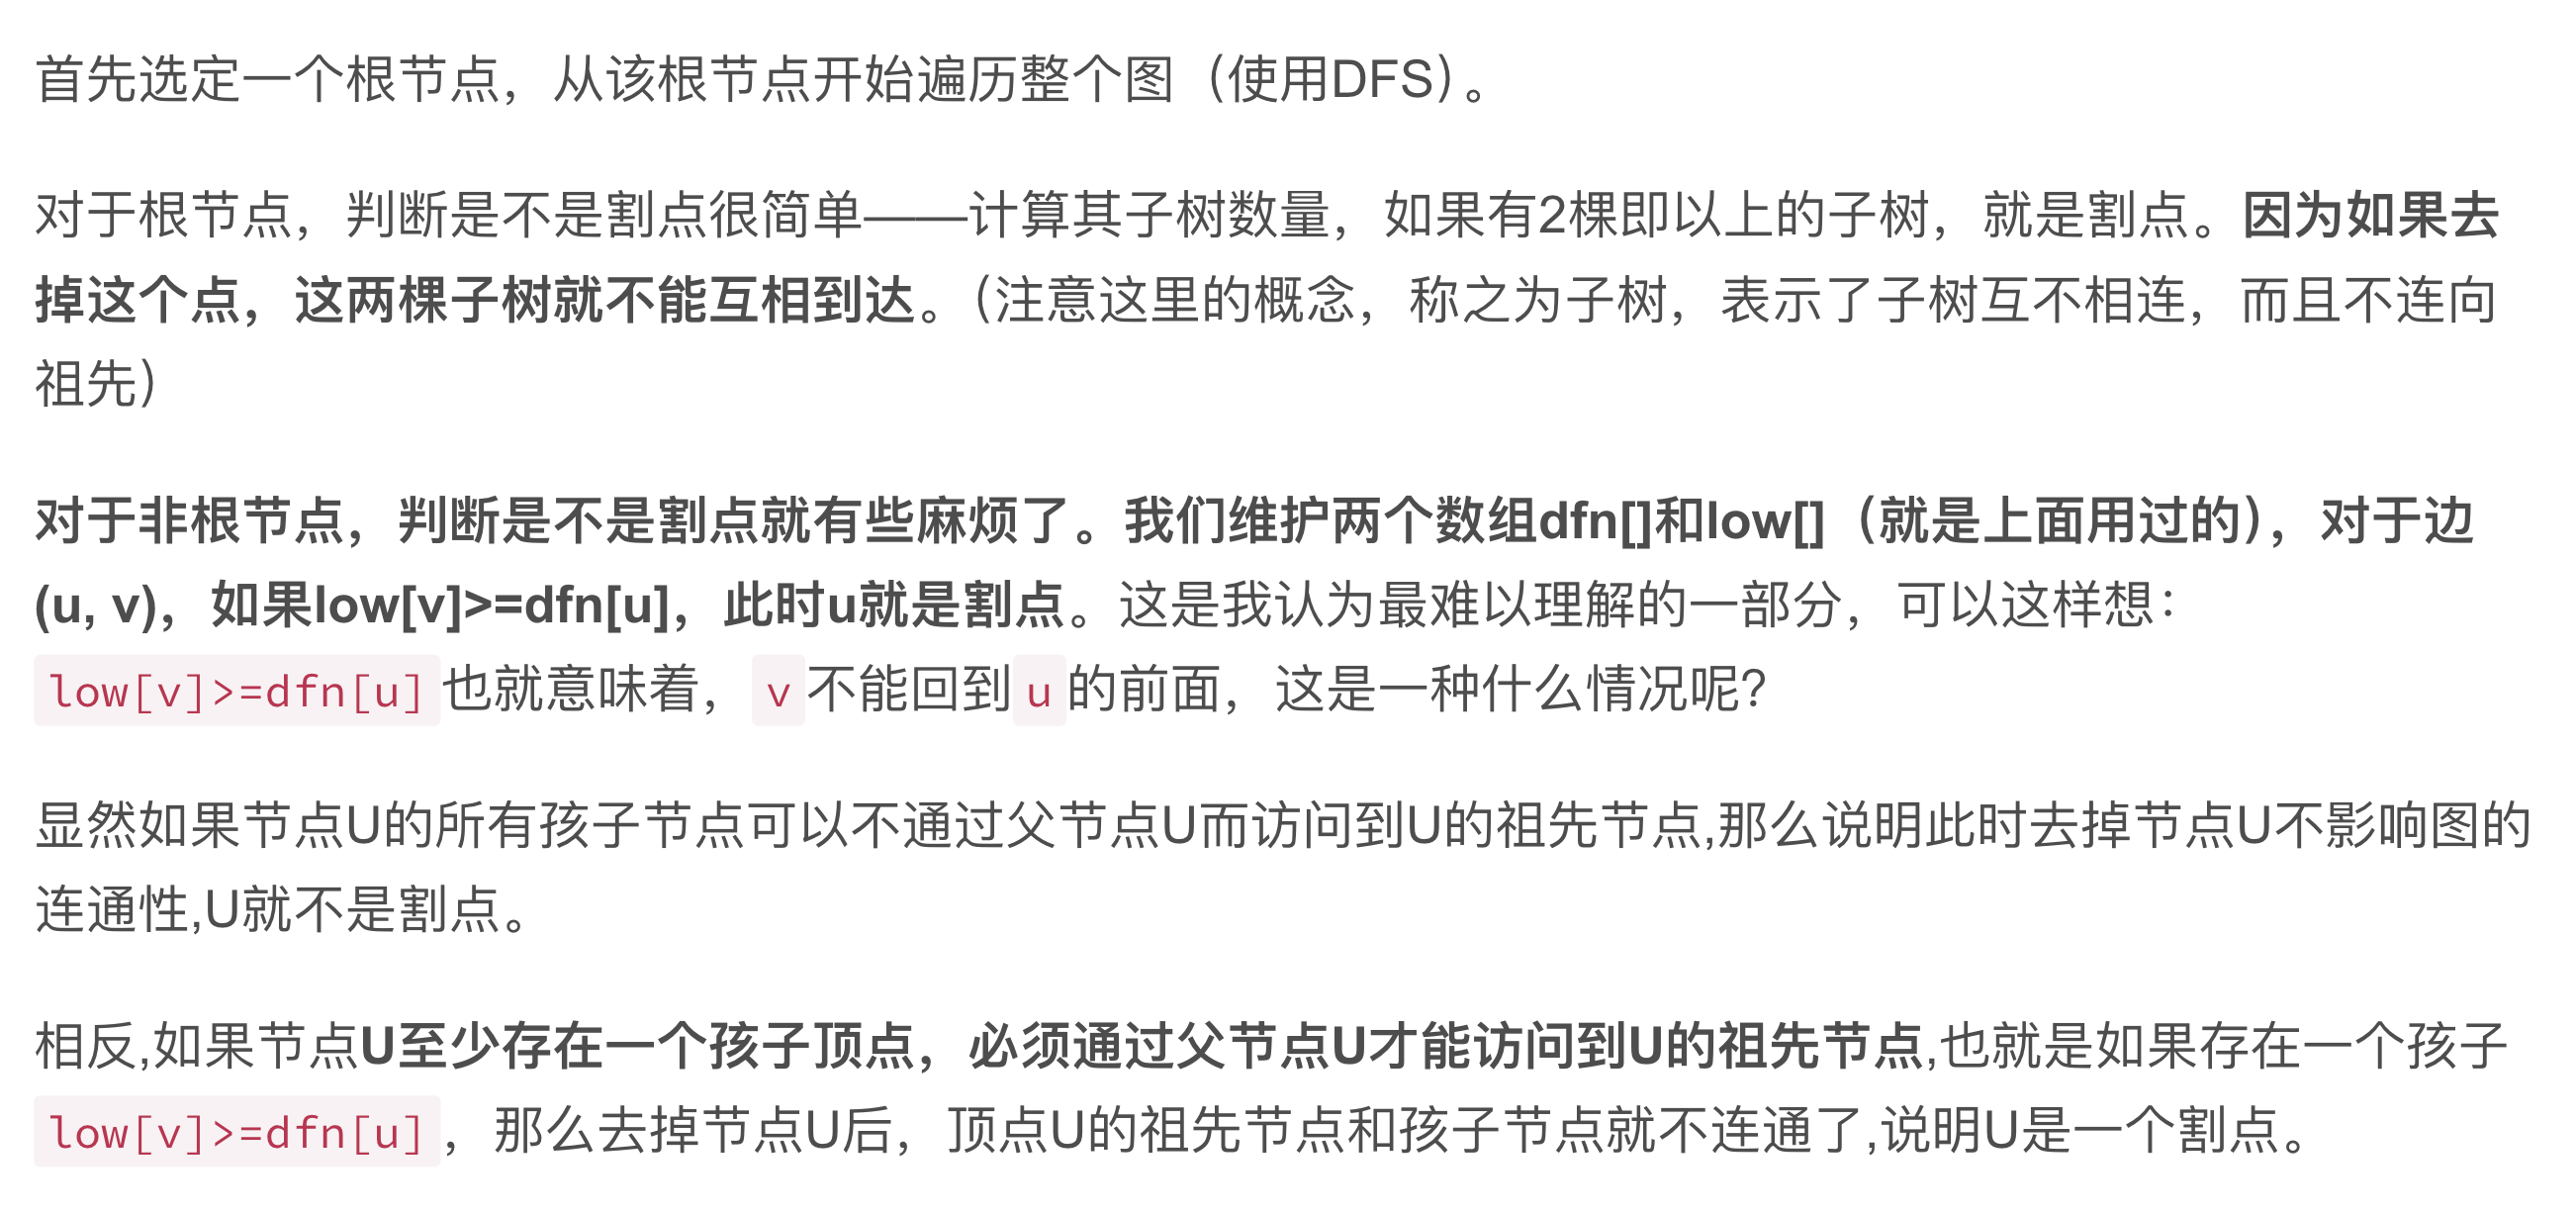 首先选定一个根节点，从该根节点开始遍历整个图（使用DFS）。
对于根节点，判断是不是割点很简单——计算其子树数量，如果有2棵即以上的子树，就是割点。因为如果去
掉这个点，这两棵子树就不能互相到达。（注意这里的概念，称之为子树，表示了子树互不相连，而且不连向
祖先）
对于非根节点，判断是不是割点就有些麻烦了。我们维护两个数组dfn[]和low[]（就是上面用过的），对于边
(u, v)，如果low[v]>=dfn[u]，此时u就是割点。这是我认为最难以理解的一部分，可以这样想：
low[v]>=dfn[u]也就意味着，v不能回到u的前面，这是一种什么情况呢？
显然如果节点U的所有孩子节点可以不通过父节点U而访问到U的祖先节点,那么说明此时去掉节点U不影响图的
连通性,U就不是割点。
相反,如果节点U至少存在一个孩子顶点，必须通过父节点U才能访问到U的祖先节点,也就是如果存在一个孩子
low[v]>=dfn[u]，那么去掉节点U后，顶点U的祖先节点和孩子节点就不连通了,说明U是一个割点。